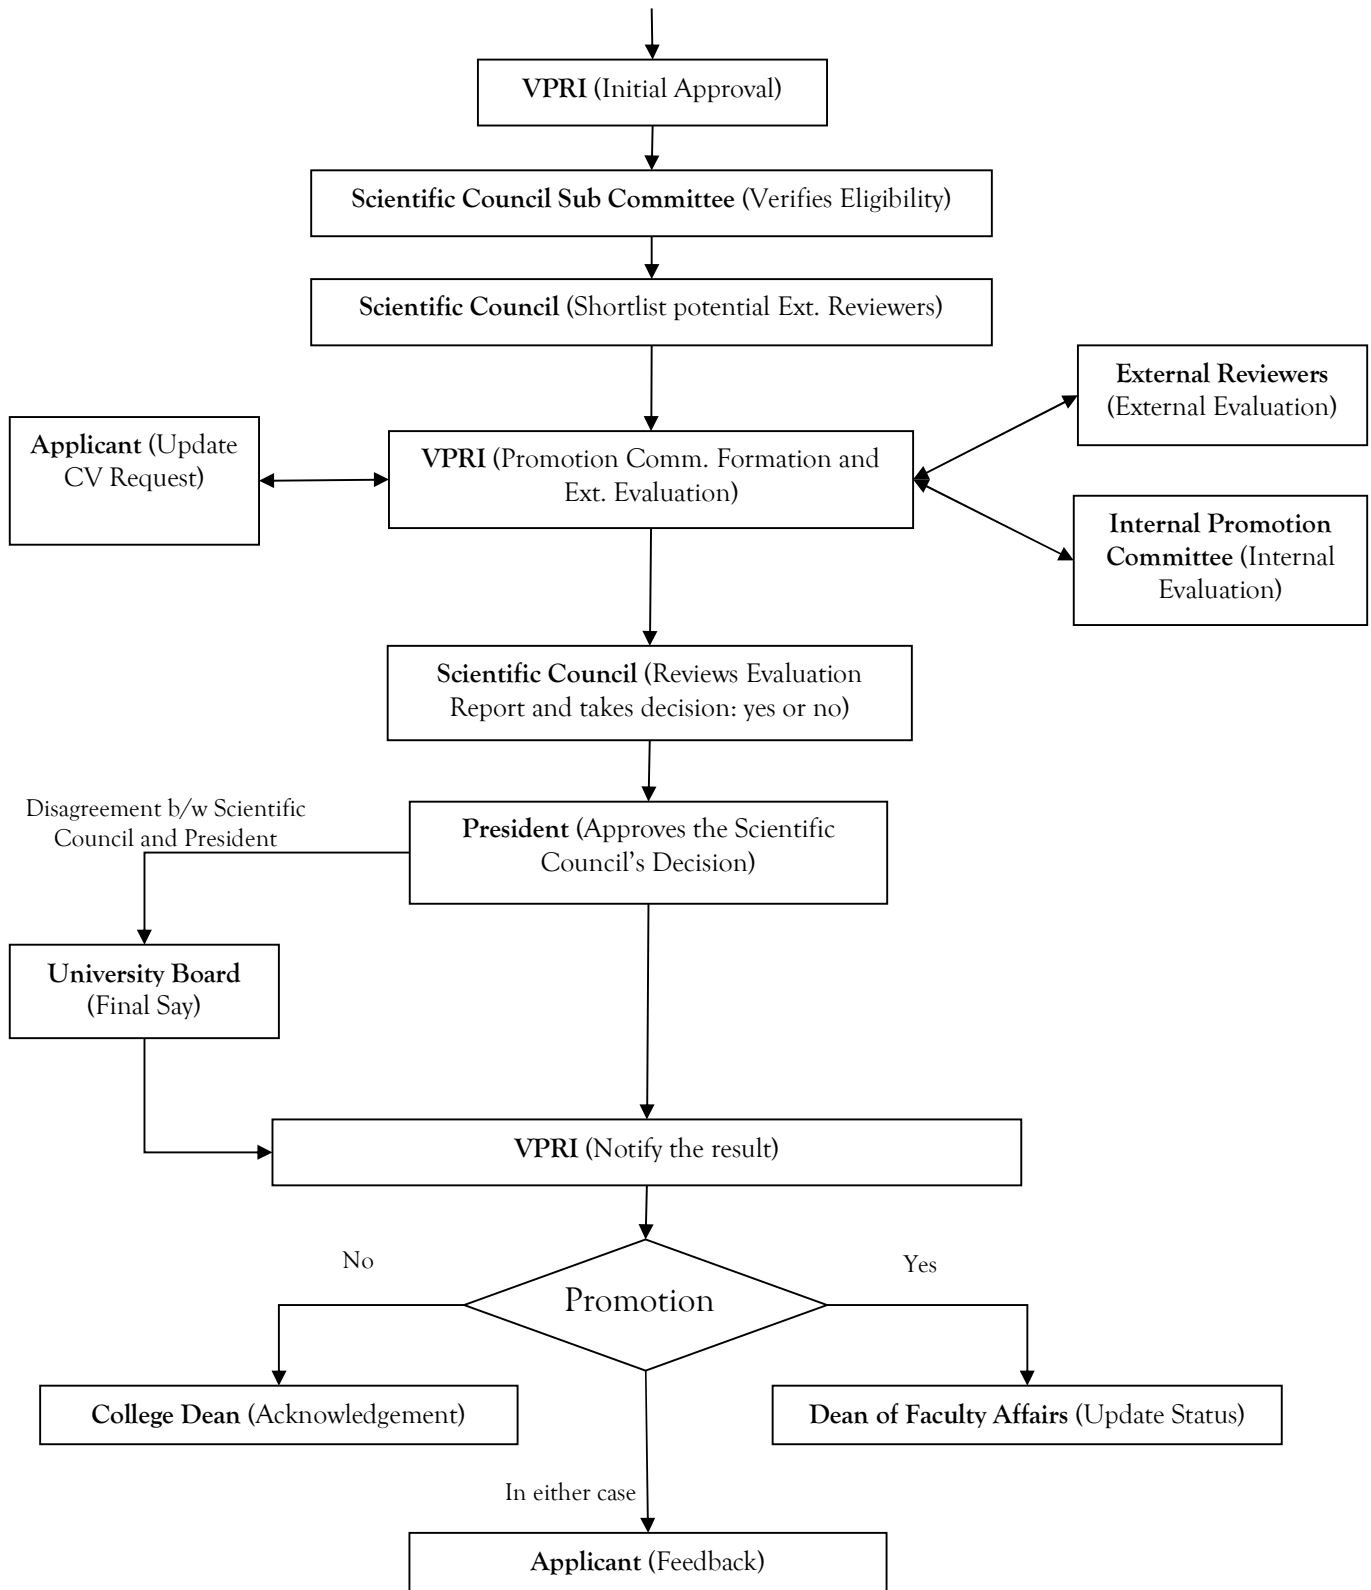 VPRI (Initial Approval)
Scientific Council Sub Committee (Verifies Eligibility)
Scientific Council (Shortlist potential Ext. Reviewers)
External Reviewers
(External Evaluation)
Applicant (Update
CV Request)
VPRI (Promotion Comm. Formation and
Ext. Evaluation)
Internal Promotion
Committee (Internal
Evaluation)
Scientific Council (Reviews Evaluation
Report and takes decision: yes or no)
Disagreement b/w Scientific
Council and President
President (Approves the Scientific
Council’s Decision)
University Board
(Final Say)
VPRI (Notify the result)
No
Yes
Promotion
College Dean (Acknowledgement)
Dean of Faculty Affairs (Update Status)
In either case
Applicant (Feedback)